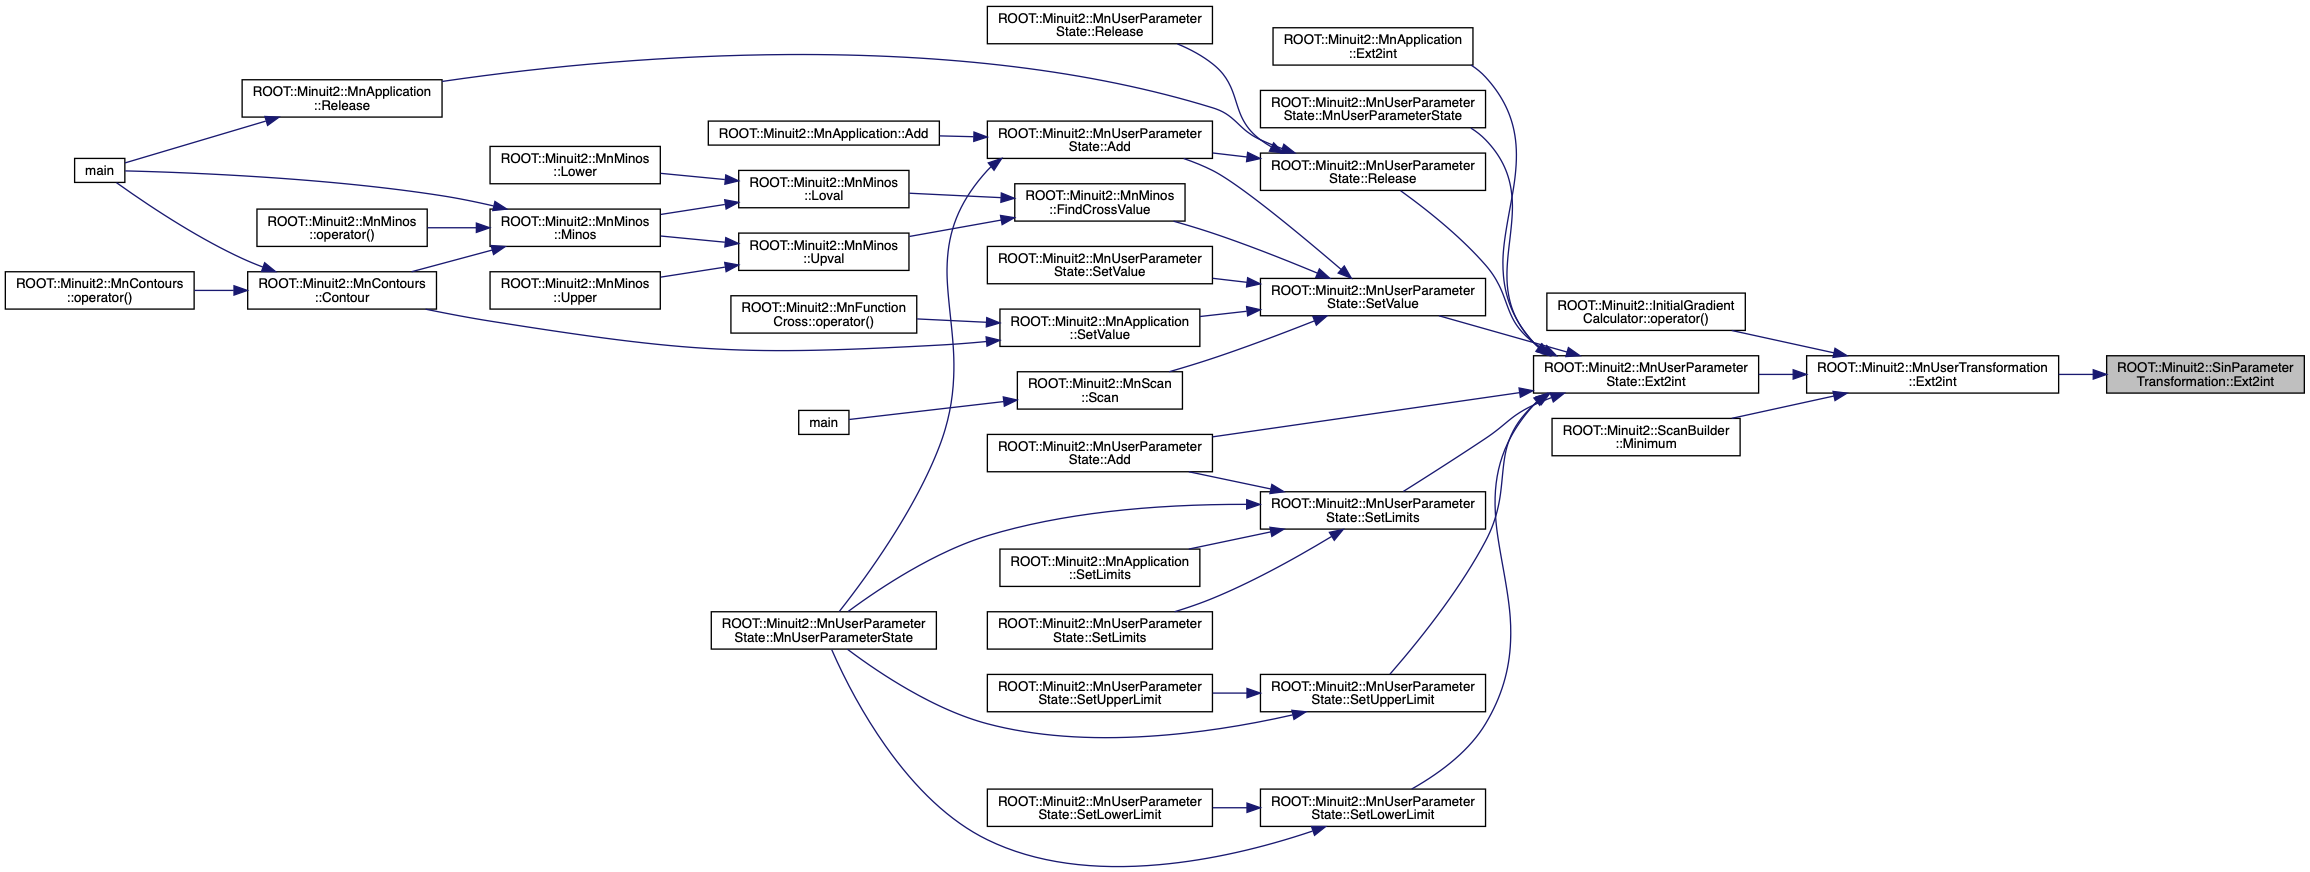 ROOT::Minuit2::MnUserParameter
State::Release
ROOT::Minuit2::MnApplication
::Ext2int
ROOT::Minuit2::MnApplication
::Release
ROOT::Minuit2::MnUserParameter
State::MnUserParameterState
ROOT::Minuit2::MnApplication::Add
ROOT::Minuit2::MnUserParameter
State::Add
main
ROOT::Minuit2::MnMinos
::Lower
ROOT::Minuit2::MnMinos
::Loval
ROOT::Minuit2::MnUserParameter
State::Release
ROOT::Minuit2::MnMinos
::FindCrossValue
ROOT::Minuit2::MnMinos
::operator()
ROOT::Minuit2::MnMinos
::Minos
ROOT::Minuit2::MnMinos
::Upval
ROOT::Minuit2::MnUserParameter
State::SetValue
ROOT::Minuit2::MnContours
::operator()
ROOT::Minuit2::MnContours
::Contour
ROOT::Minuit2::MnMinos
::Upper
ROOT::Minuit2::MnUserParameter
State::SetValue
ROOT::Minuit2::MnFunction
Cross::operator()
ROOT::Minuit2::MnApplication
::SetValue
ROOT::Minuit2::InitialGradient
Calculator::operator()
ROOT::Minuit2::MnScan
::Scan
ROOT::Minuit2::MnUserParameter
State::Ext2int
ROOT::Minuit2::MnUserTransformation
::Ext2int
ROOT::Minuit2::SinParameter
Transformation::Ext2int
main
ROOT::Minuit2::ScanBuilder
::Minimum
ROOT::Minuit2::MnUserParameter
State::Add
ROOT::Minuit2::MnUserParameter
State::SetLimits
ROOT::Minuit2::MnApplication
::SetLimits
ROOT::Minuit2::MnUserParameter
State::MnUserParameterState
ROOT::Minuit2::MnUserParameter
State::SetLimits
ROOT::Minuit2::MnUserParameter
State::SetUpperLimit
ROOT::Minuit2::MnUserParameter
State::SetUpperLimit
ROOT::Minuit2::MnUserParameter
State::SetLowerLimit
ROOT::Minuit2::MnUserParameter
State::SetLowerLimit